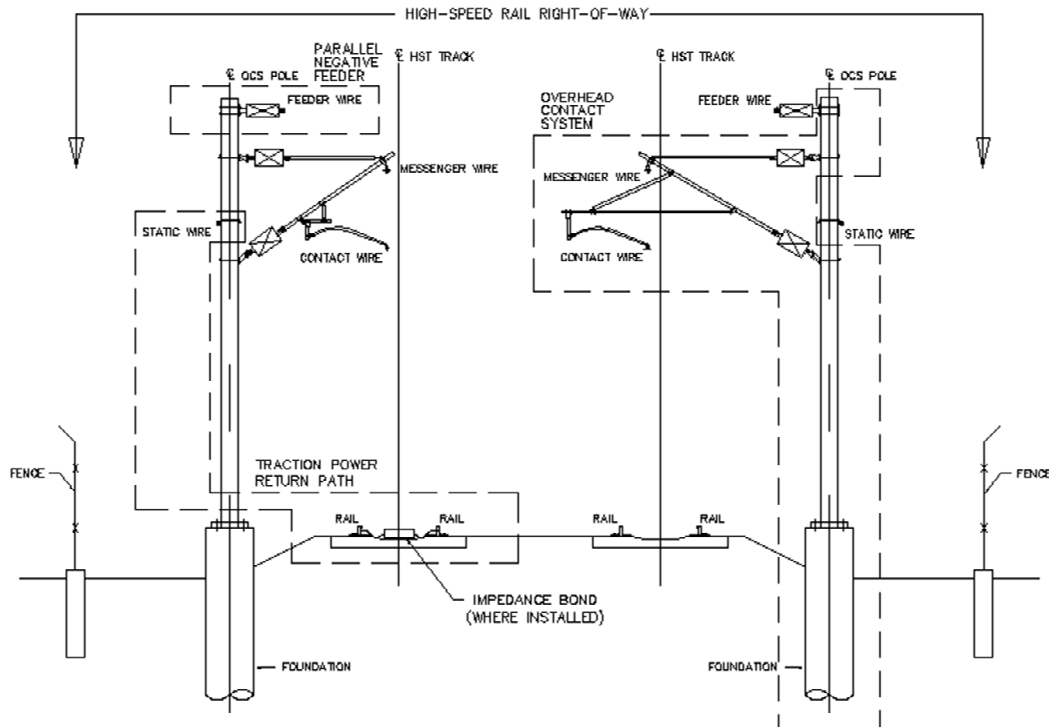 HIGH-SPEED RAIL RIGHT-OF-WAY
PARALLEL
NEGATIVE
FEEDER
℄ HST TRACK
℄ HST TRACK
℄ OCS POLE
℄ OCS POLE
FEEDER WIRE
OVERHEAD
CONTACT
SYSTEM
FEEDER WIRE
MESSENGER WIRE
MESSENGER WIRE
STATIC WIRE
STATIC WIRE
CONTACT WIRE
CONTACT WIRE
TRACTION POWER
RETURN PATH
FENCE
FENCE
RAIL
RAIL
RAIL
RAIL
IMPEDANCE BOND
(WHERE INSTALLED)
FOUNDATION
FOUNDATION